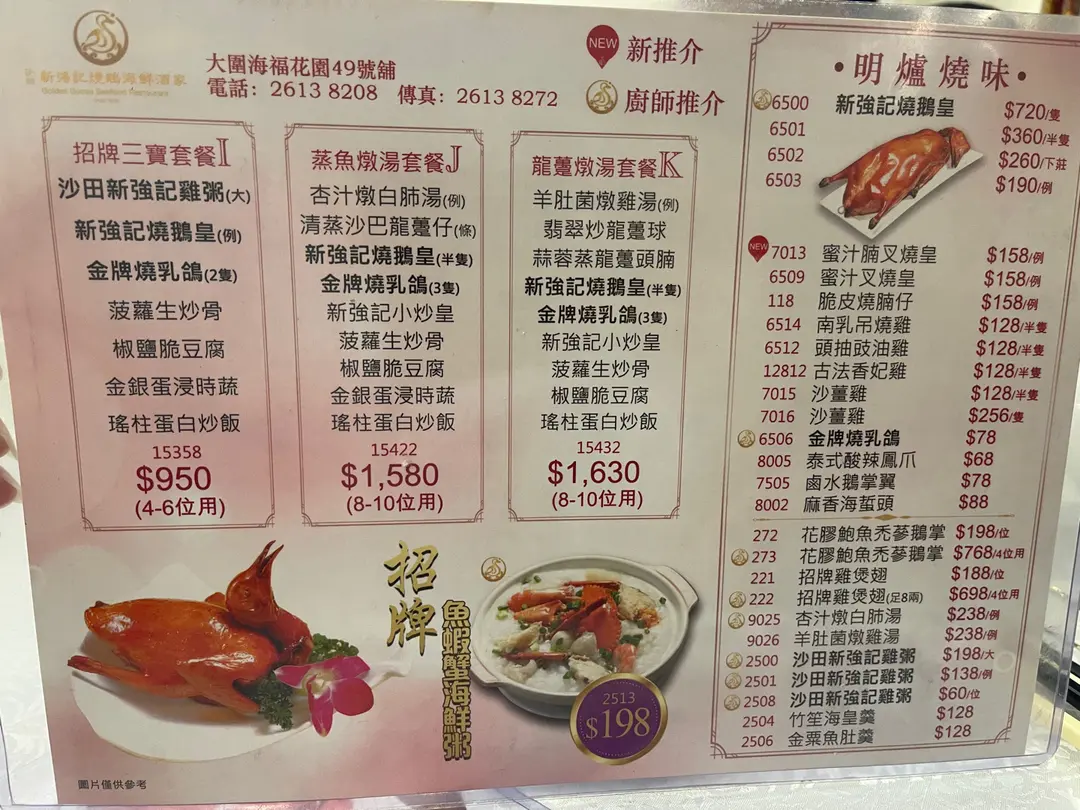 新強記燒臘海鮮酒家
大圍海福花園49號舖
電話：2613 8208 傳真：2613 8272
NEW 新推介
廚師推介
招牌三寶套餐I
沙田新強記雞粥(大)
新強記燒鵝皇(例)
金牌燒乳鴿(2隻)
菠蘿生炒骨
椒鹽脆豆腐
金銀蛋浸時蔬
瑤柱蛋白炒飯
15358
$950
(4-6位用)
蒸魚燉湯套餐J
杏汁燉白肺湯(例)
清蒸沙巴龍躉仔(條)
新強記燒鵝皇(半隻)
金牌燒乳鴿(3隻)
新強記小炒皇
菠蘿生炒骨
椒鹽脆豆腐
金銀蛋浸時蔬
瑤柱蛋白炒飯
15422
$1,580
(8-10位用)
龍躉燉湯套餐K
羊肚菌燉雞湯(例)
翡翠炒龍躉球
蒜蓉蒸龍躉頭腩
新強記燒鵝皇(半隻)
金牌燒乳鴿(3隻)
新強記小炒皇
菠蘿生炒骨
椒鹽脆豆腐
瑤柱蛋白炒飯
15432
$1,630
(8-10位用)
招牌
魚蝦蟹海鮮粥
2513
$198
圖片僅供參考
•明爐燒味•
6500 新強記燒鵝皇 $720/隻
6501 $360/半隻
6502 $260/下莊
6503 $190/例
NEW 7013 蜜汁腩叉燒皇 $158/例
6509 蜜汁叉燒皇 $158/例
118 脆皮燒腩仔 $158/例
6514 南乳吊燒雞 $128/半隻
6512 頭抽豉油雞 $128/半隻
12812 古法香妃雞 $128/半隻
7015 沙薑雞 $128/半隻
7016 沙薑雞 $256/隻
6506 金牌燒乳鴿 $78
8005 泰式酸辣鳳爪 $68
7505 鹵水鵝掌翼 $78
8002 麻香海蜇頭 $88
272 花膠鮑魚禿蔘鵝掌 $198/位
273 花膠鮑魚禿蔘鵝掌 $768/4位用
221 招牌雞煲翅 $188/位
222 招牌雞煲翅(足8兩) $698/4位用
9025 杏汁燉白肺湯 $238/例
9026 羊肚菌燉雞湯 $238/例
2500 沙田新強記雞粥 $198/大
2501 沙田新強記雞粥 $138/例
2508 沙田新強記雞粥 $60/位
2504 竹笙海皇羹 $128
2506 金粟魚肚羹 $128